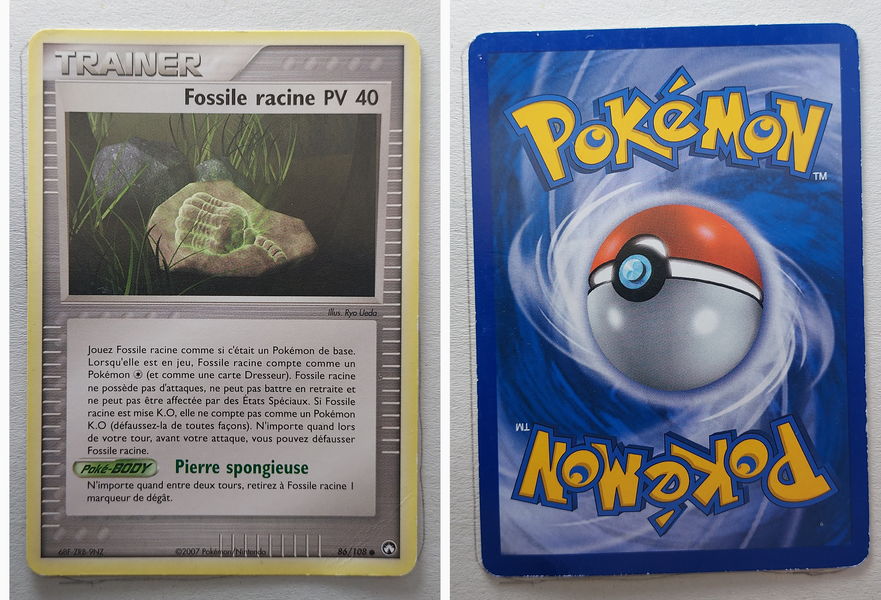 TRAINER
Fossile racine PV 40
Illus. Ryo Ueda
Jouez Fossile racine comme si c'était un Pokémon de base.
Lorsqu'elle est en jeu, Fossile racine compte comme un
Pokémon (et comme une carte Dresseur). Fossile racine
ne possède pas d'attaques, ne peut pas battre en retraite et
ne peut pas être affectée par des États Spéciaux. Si Fossile
racine est mise K.O, elle ne compte pas comme un Pokémon
K.O (défaussez-la de toutes façons). N'importe quand lors
de votre tour, avant votre attaque, vous pouvez défausser
Fossile racine.
Poké-BODY Pierre spongieuse
N'importe quand entre deux tours, retirez à Fossile racine 1
marqueur de dégât.
6BF-ZRB-9NZ ©2007 Pokémon/Nintendo 86/108
POKéMON
TM
TM
POKéMON